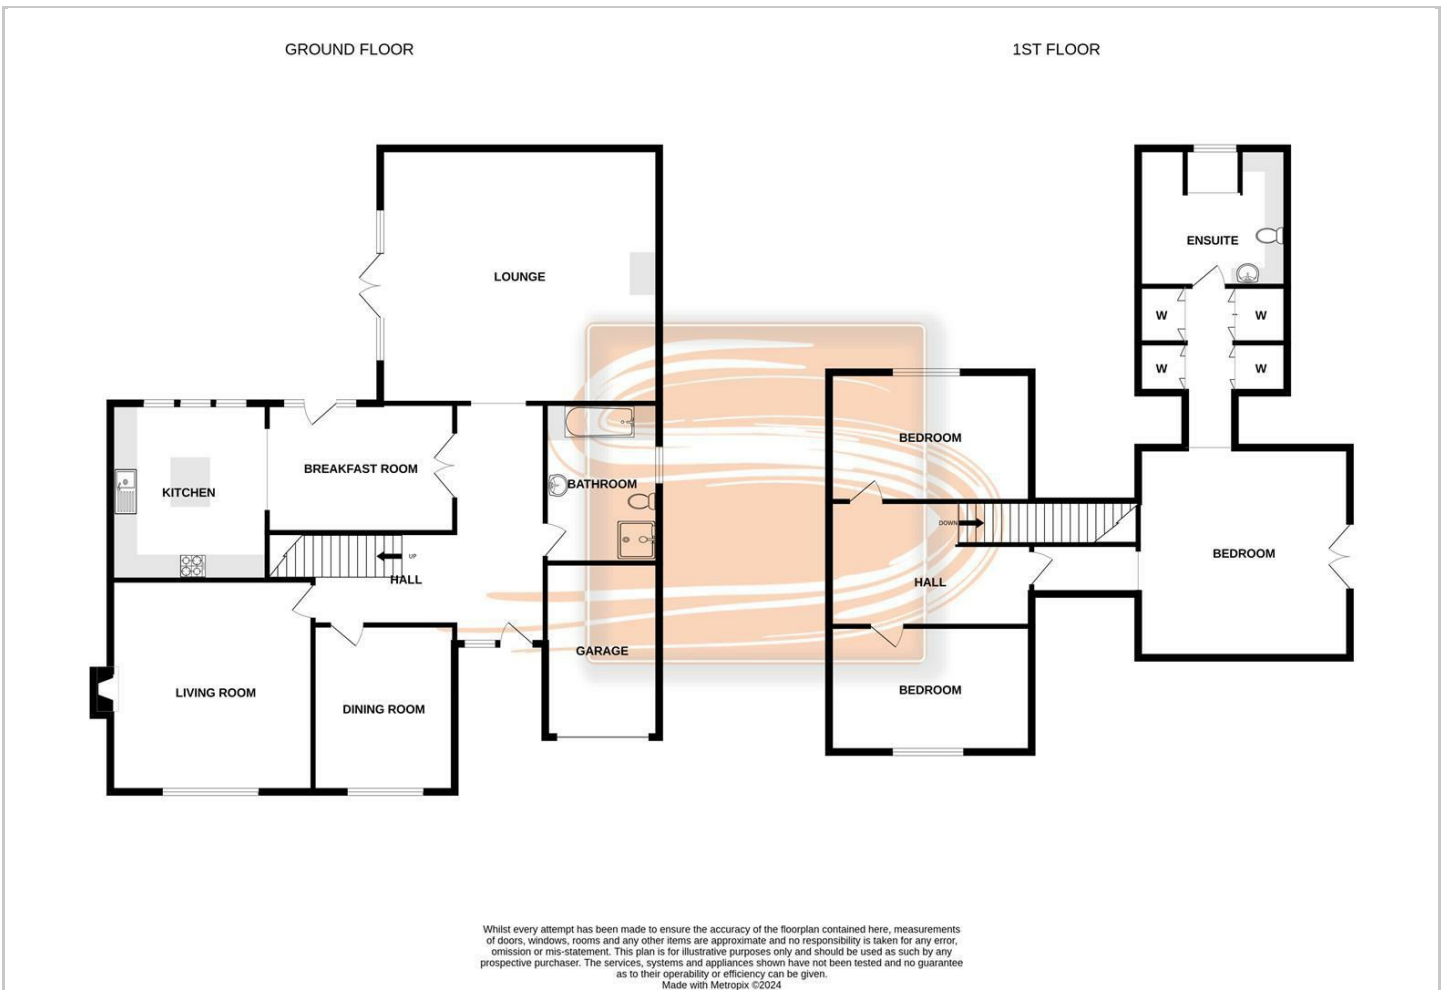 GROUND FLOOR
LOUNGE
KITCHEN
BREAKFAST ROOM
BATHROOM
UP
HALL
GARAGE
LIVING ROOM
DINING ROOM
1ST FLOOR
ENSUITE
W W
W W
BEDROOM
DOWN
HALL
BEDROOM
BEDROOM
Whilst every attempt has been made to ensure the accuracy of the floorplan contained here, measurements
of doors, windows, rooms and any other items are approximate and no responsibility is taken for any error,
omission or mis-statement. This plan is for illustrative purposes only and should be used as such by any
prospective purchaser. The services, systems and appliances shown have not been tested and no guarantee
as to their operability or efficiency can be given.
Made with Metropix ©2024